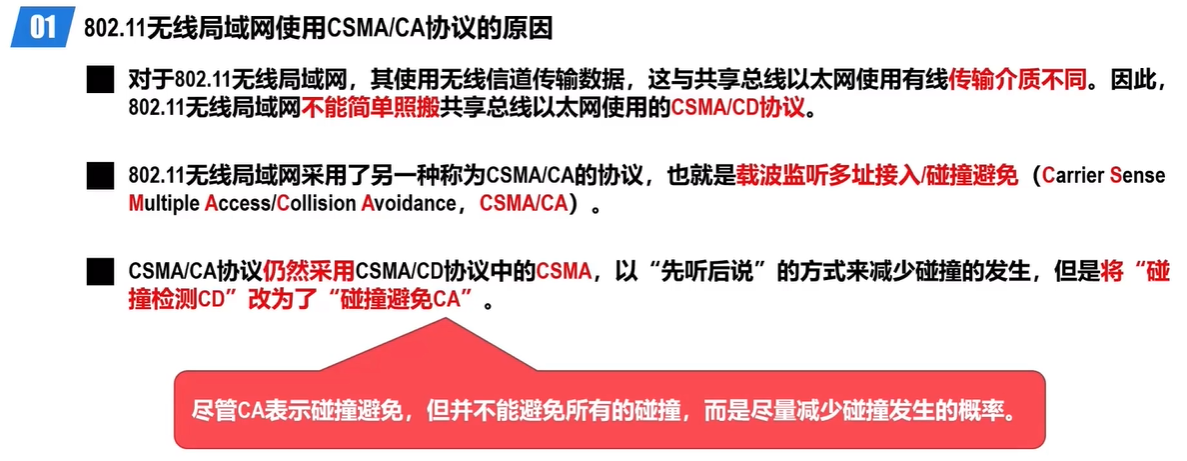 01 802.11无线局域网使用CSMA/CA协议的原因
对于802.11无线局域网，其使用无线信道传输数据，这与共享总线以太网使用有线传输介质不同。因此，
802.11无线局域网不能简单照搬共享总线以太网使用的CSMA/CD协议。
802.11无线局域网采用了另一种称为CSMA/CA的协议，也就是载波监听多址接入/碰撞避免（Carrier Sense
Multiple Access/Collision Avoidance，CSMA/CA）。
CSMA/CA协议仍然采用CSMA/CD协议中的CSMA，以“先听后说”的方式来减少碰撞的发生，但是将“碰
撞检测CD”改为了“碰撞避免CA”。
尽管CA表示碰撞避免，但并不能避免所有的碰撞，而是尽量减少碰撞发生的概率。